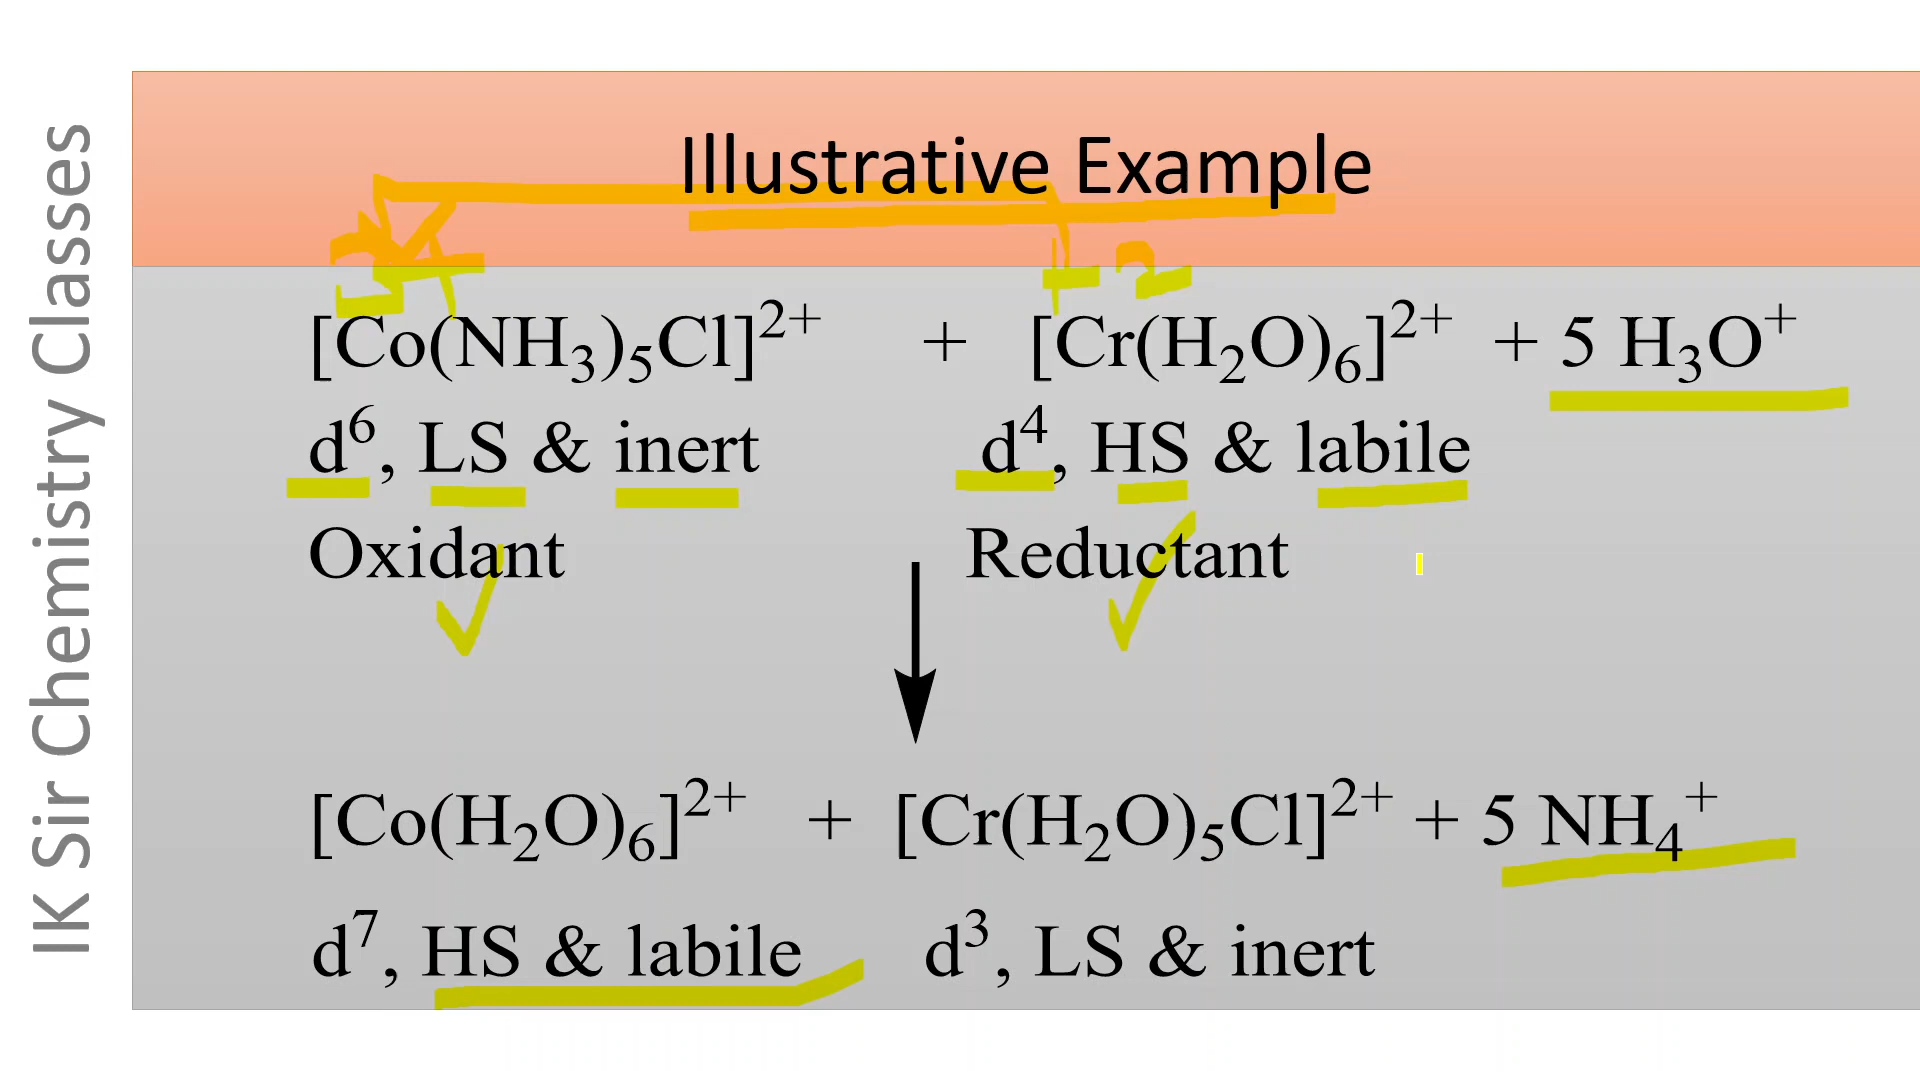 IK Sir Chemistry Classes
Illustrative Example
+3
+2
[Co(NH₃)₅Cl]²⁺ + [Cr(H₂O)₆]²⁺ + 5 H₃O⁺
d⁶, LS & inert d⁴, HS & labile
Oxidant Reductant
[Co(H₂O)₆]²⁺ + [Cr(H₂O)₅Cl]²⁺ + 5 NH₄⁺
d⁷, HS & labile d³, LS & inert